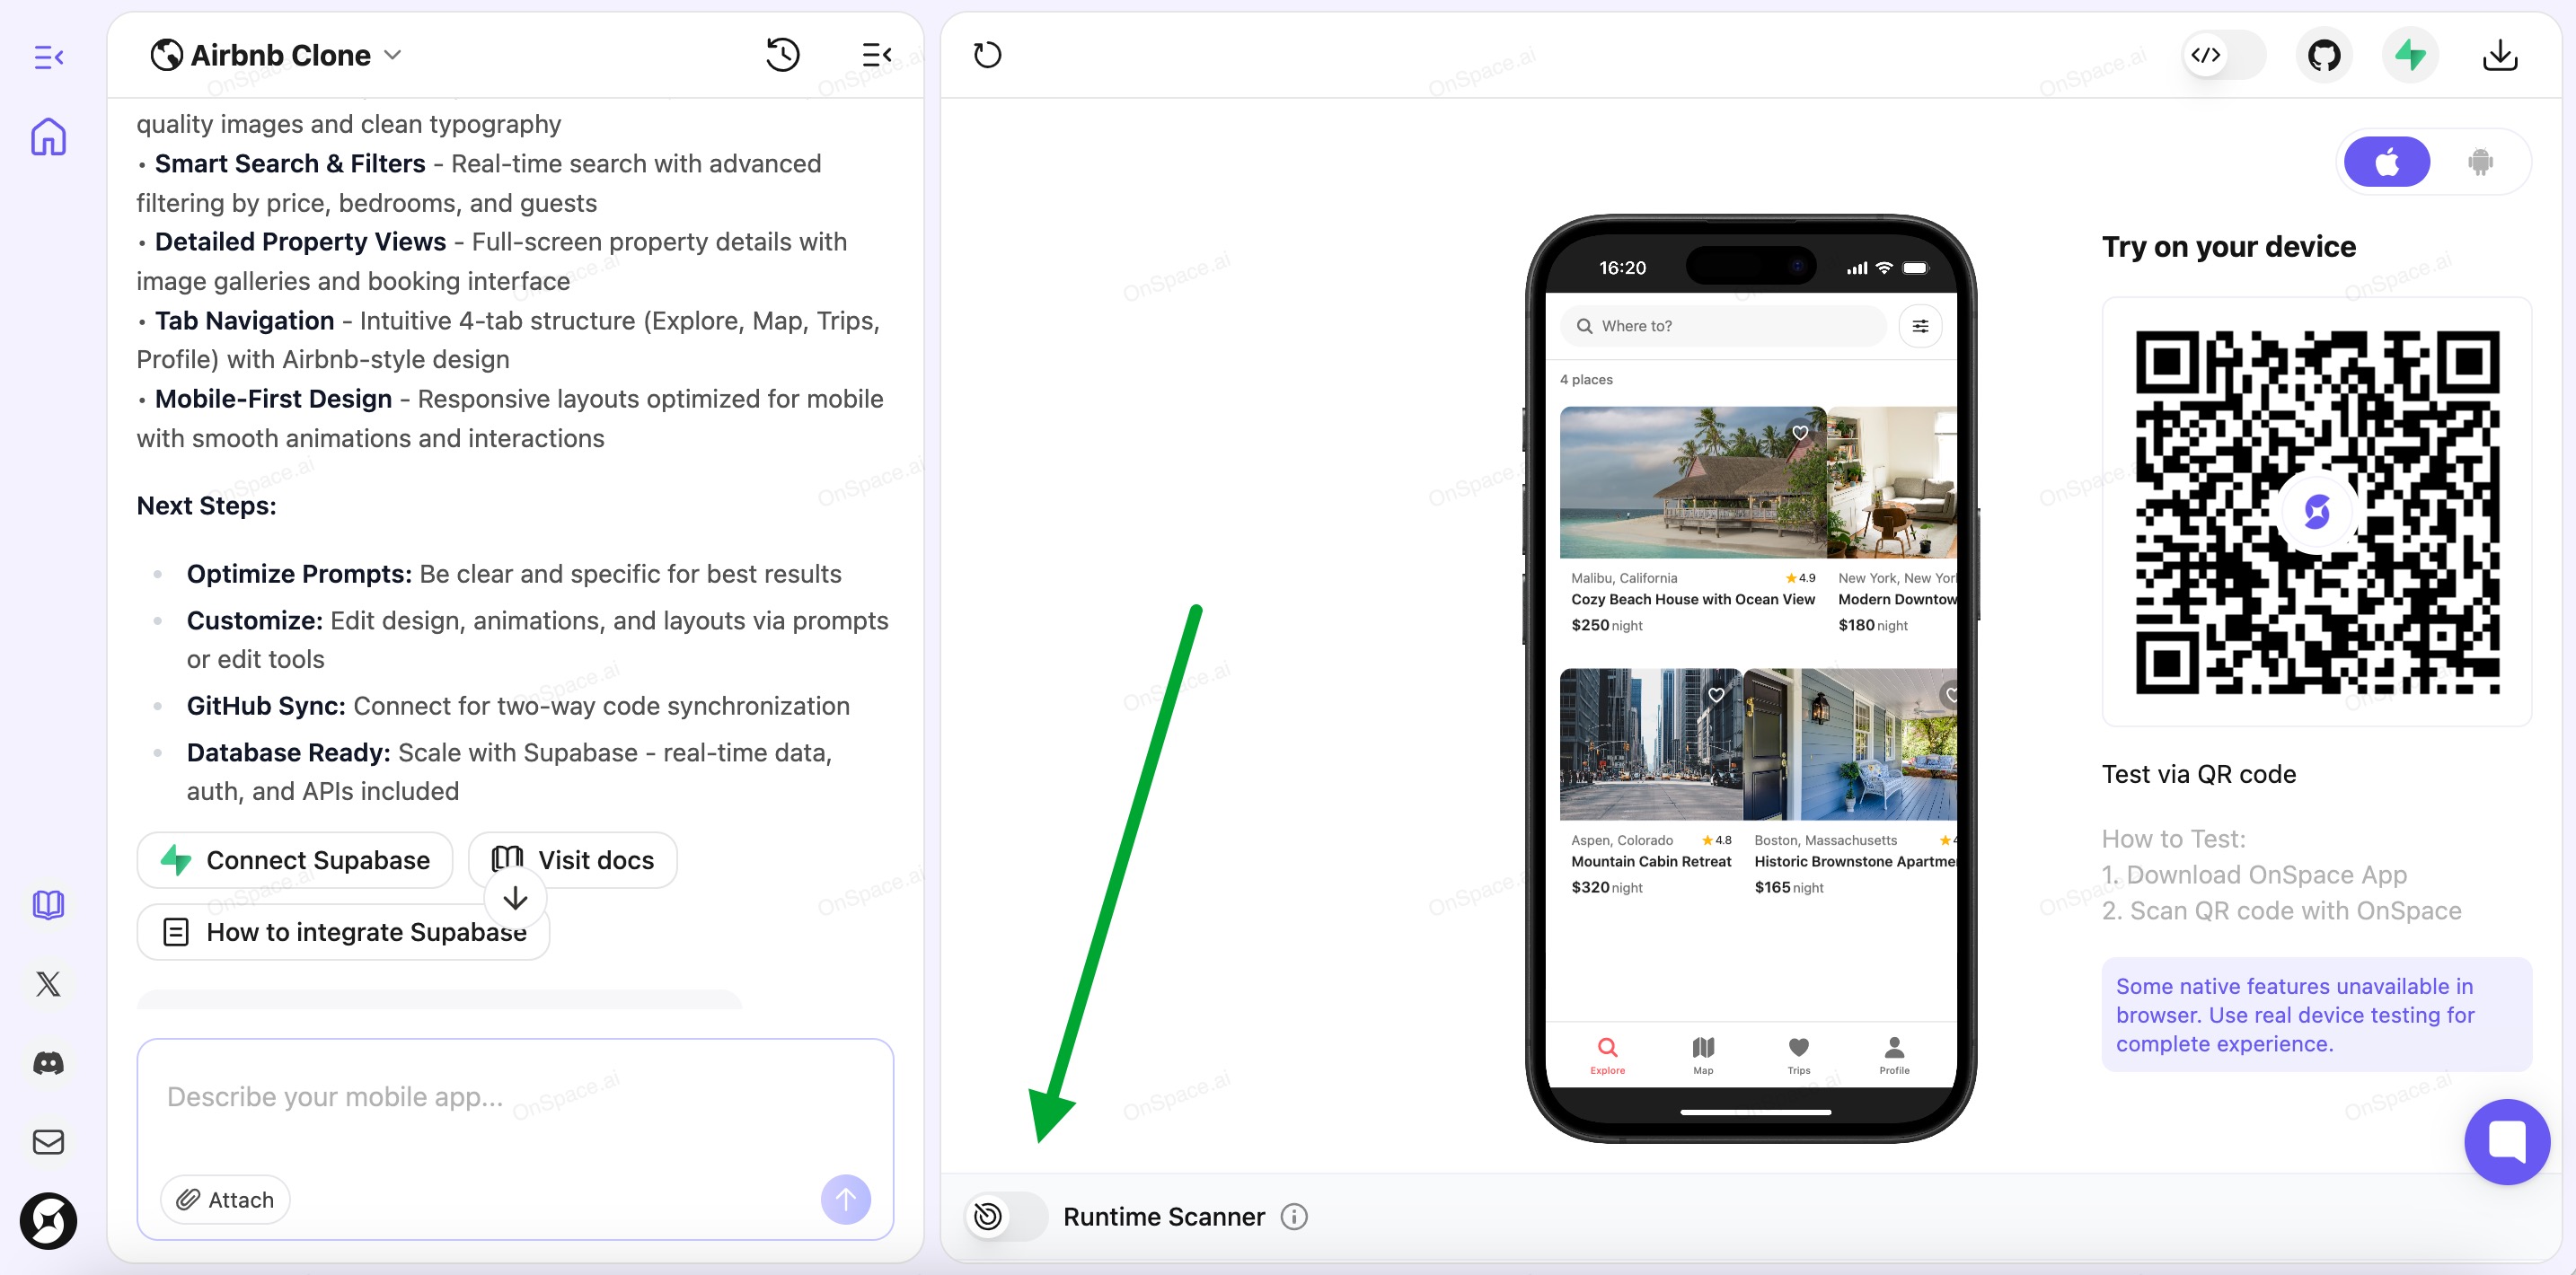 Airbnb Clone
quality images and clean typography
• Smart Search & Filters - Real-time search with advanced
filtering by price, bedrooms, and guests
• Detailed Property Views - Full-screen property details with
image galleries and booking interface
• Tab Navigation - Intuitive 4-tab structure (Explore, Map, Trips,
Profile) with Airbnb-style design
• Mobile-First Design - Responsive layouts optimized for mobile
with smooth animations and interactions
Next Steps:
Optimize Prompts: Be clear and specific for best results
Customize: Edit design, animations, and layouts via prompts
or edit tools
GitHub Sync: Connect for two-way code synchronization
Database Ready: Scale with Supabase - real-time data,
auth, and APIs included
Connect Supabase
Visit docs
How to integrate Supabase
Describe your mobile app...
Attach
16:20
Where to?
4 places
Malibu, California
4.9
Cozy Beach House with Ocean View
$250 night
New York, New Yor
Modern Downtow
$180 night
Aspen, Colorado
4.8
Mountain Cabin Retreat
$320 night
Boston, Massachusetts
Historic Brownstone Apartme
$165 night
Explore
Map
Trips
Profile
Try on your device
Test via QR code
How to Test:
1. Download OnSpace App
2. Scan QR code with OnSpace
Some native features unavailable in
browser. Use real device testing for
complete experience.
Runtime Scanner
OnSpace.ai